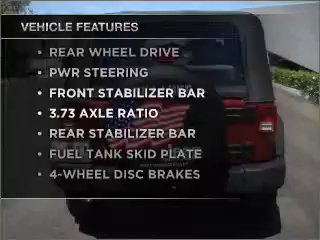 VEHICLE FEATURES
• REAR WHEEL DRIVE
• PWR STEERING
• FRONT STABILIZER BAR
• 3.73 AXLE RATIO
• REAR STABILIZER BAR
• FUEL TANK SKID PLATE
• 4-WHEEL DISC BRAKES